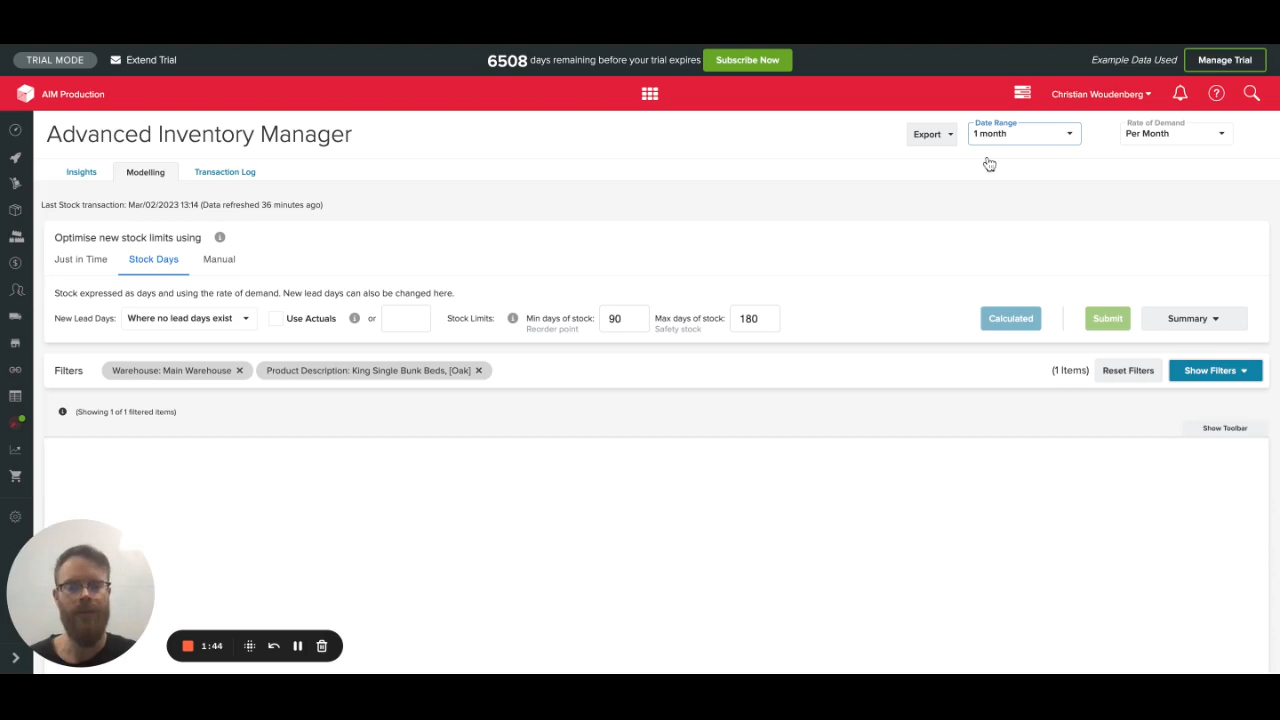 TRIAL MODE Extend Trial 6508 days remaining before your trial expires Subscribe Now Example Data Used Manage Trial
AIM Production Christian Woudenberg
Advanced Inventory Manager Export Date Range 1 month Rate of Demand Per Month
Insights Modelling Transaction Log
Last Stock transaction: Mar/02/2023 13:14 (Data refreshed 36 minutes ago)
Optimise new stock limits using
Just in Time Stock Days Manual
Stock expressed as days and using the rate of demand. New lead days can also be changed here.
New Lead Days: Where no lead days exist Use Actuals or Stock Limits: Min days of stock: 90 Max days of stock: 180 Calculated Submit Summary
Reorder point Safety stock
Filters Warehouse: Main Warehouse Product Description: King Single Bunk Beds, [Oak] (1 Items) Reset Filters Show Filters
(Showing 1 of 1 filtered items)
Show Toolbar
1:44